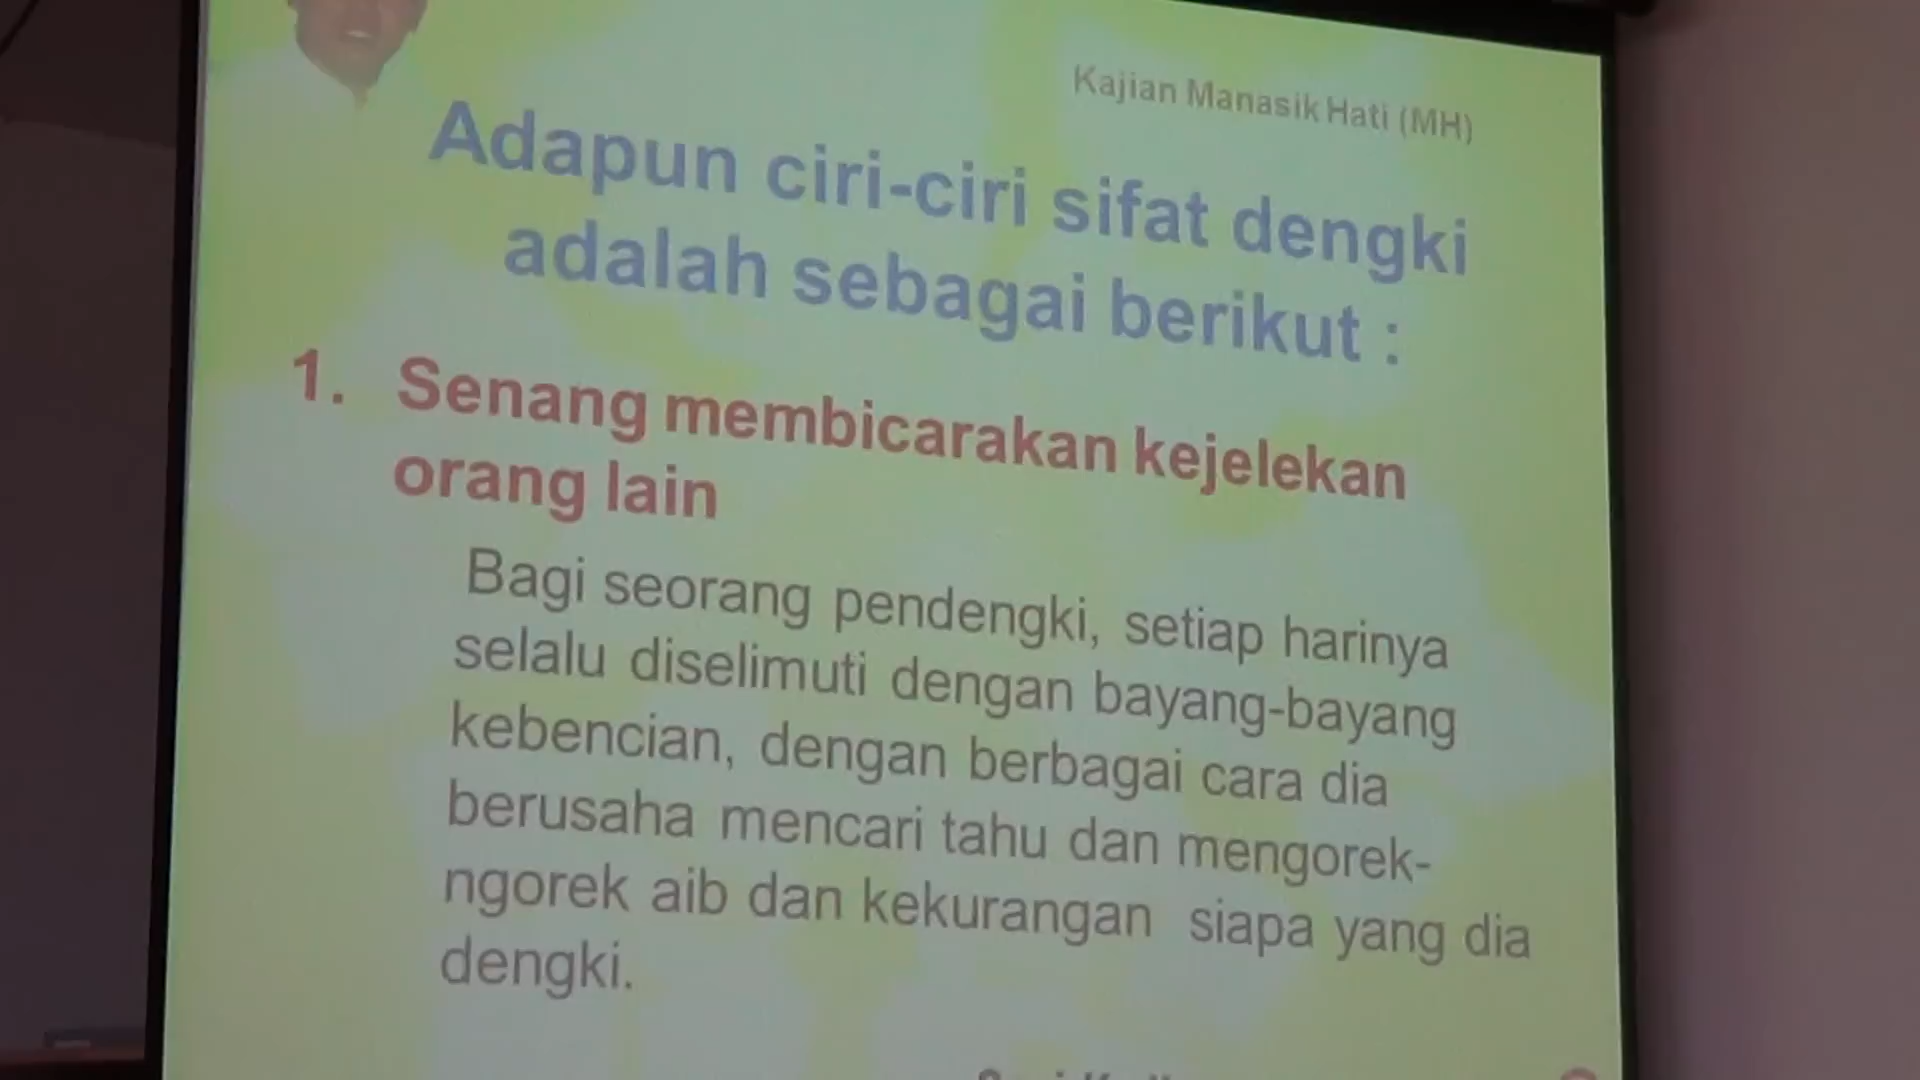 Kajian Manasik Hati (MH)
Adapun ciri-ciri sifat dengki
adalah sebagai berikut :
1. Senang membicarakan kejelekan
orang lain
Bagi seorang pendengki, setiap harinya
selalu diselimuti dengan bayang-bayang
kebencian, dengan berbagai cara dia
berusaha mencari tahu dan mengorek-
ngorek aib dan kekurangan siapa yang dia
dengki.